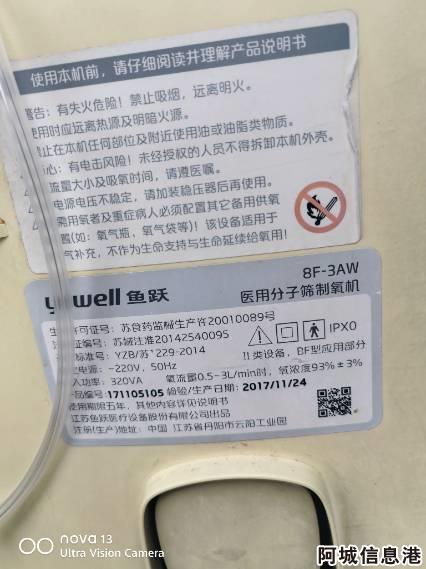 使用本机前，请仔细阅读并理解产品说明书
警告：有失火危险！禁止吸烟，远离明火。
使用时应远离热源及明暗火源。
禁止在本机任何部位及附近使用油或油脂类物质。
心：有电击风险！未经授权的人员不得拆卸本机外壳。
流量大小及吸氧时间，请遵医嘱。
电源电压不稳定，请加装稳压器后再使用。
需用氧者及重症病人必须配置其它备用供氧
置(如：氧气瓶、氧气袋等)！该设备适用于
气补充，不作为生命支持与生命延续给氧用！
yuwell 鱼跃
8F-3AW
医用分子筛制氧机
生产许可证号：苏食药监械生产许20010089号
苏械注准20142540095
标准号：YZB/苏1229-2014
IPX0
电源：~220V，50Hz
II类设备，BF型应用部分
入功率：320VA
氧流量0.5~3L/min时，氧浓度93%±3%
品编号：171105105 检验/生产日期：2017/11/24
使用期限五年，其他内容详见说明书
江苏鱼跃医疗设备股份有限公司出品
注册(生产)地址：中国 江苏省丹阳市云阳工业园
nova 13
Ultra Vision Camera
阿城信息港